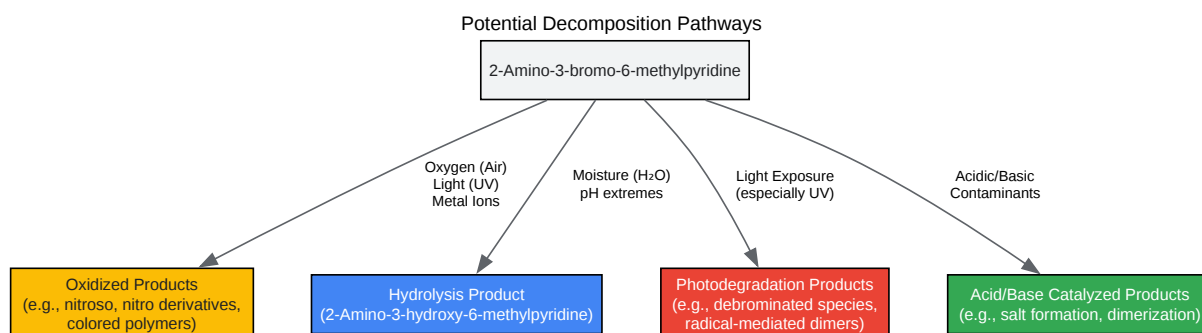 Potential Decomposition Pathways
2-Amino-3-bromo-6-methylpyridine
Oxygen (Air)
Light (UV)
Metal Ions
Moisture (H₂O)
pH extremes
Light Exposure
(especially UV)
Acidic/Basic
Contaminants
Oxidized Products
(e.g., nitroso, nitro derivatives,
colored polymers)
Hydrolysis Product
(2-Amino-3-hydroxy-6-methylpyridine)
Photodegradation Products
(e.g., debrominated species,
radical-mediated dimers)
Acid/Base Catalyzed Products
(e.g., salt formation, dimerization)